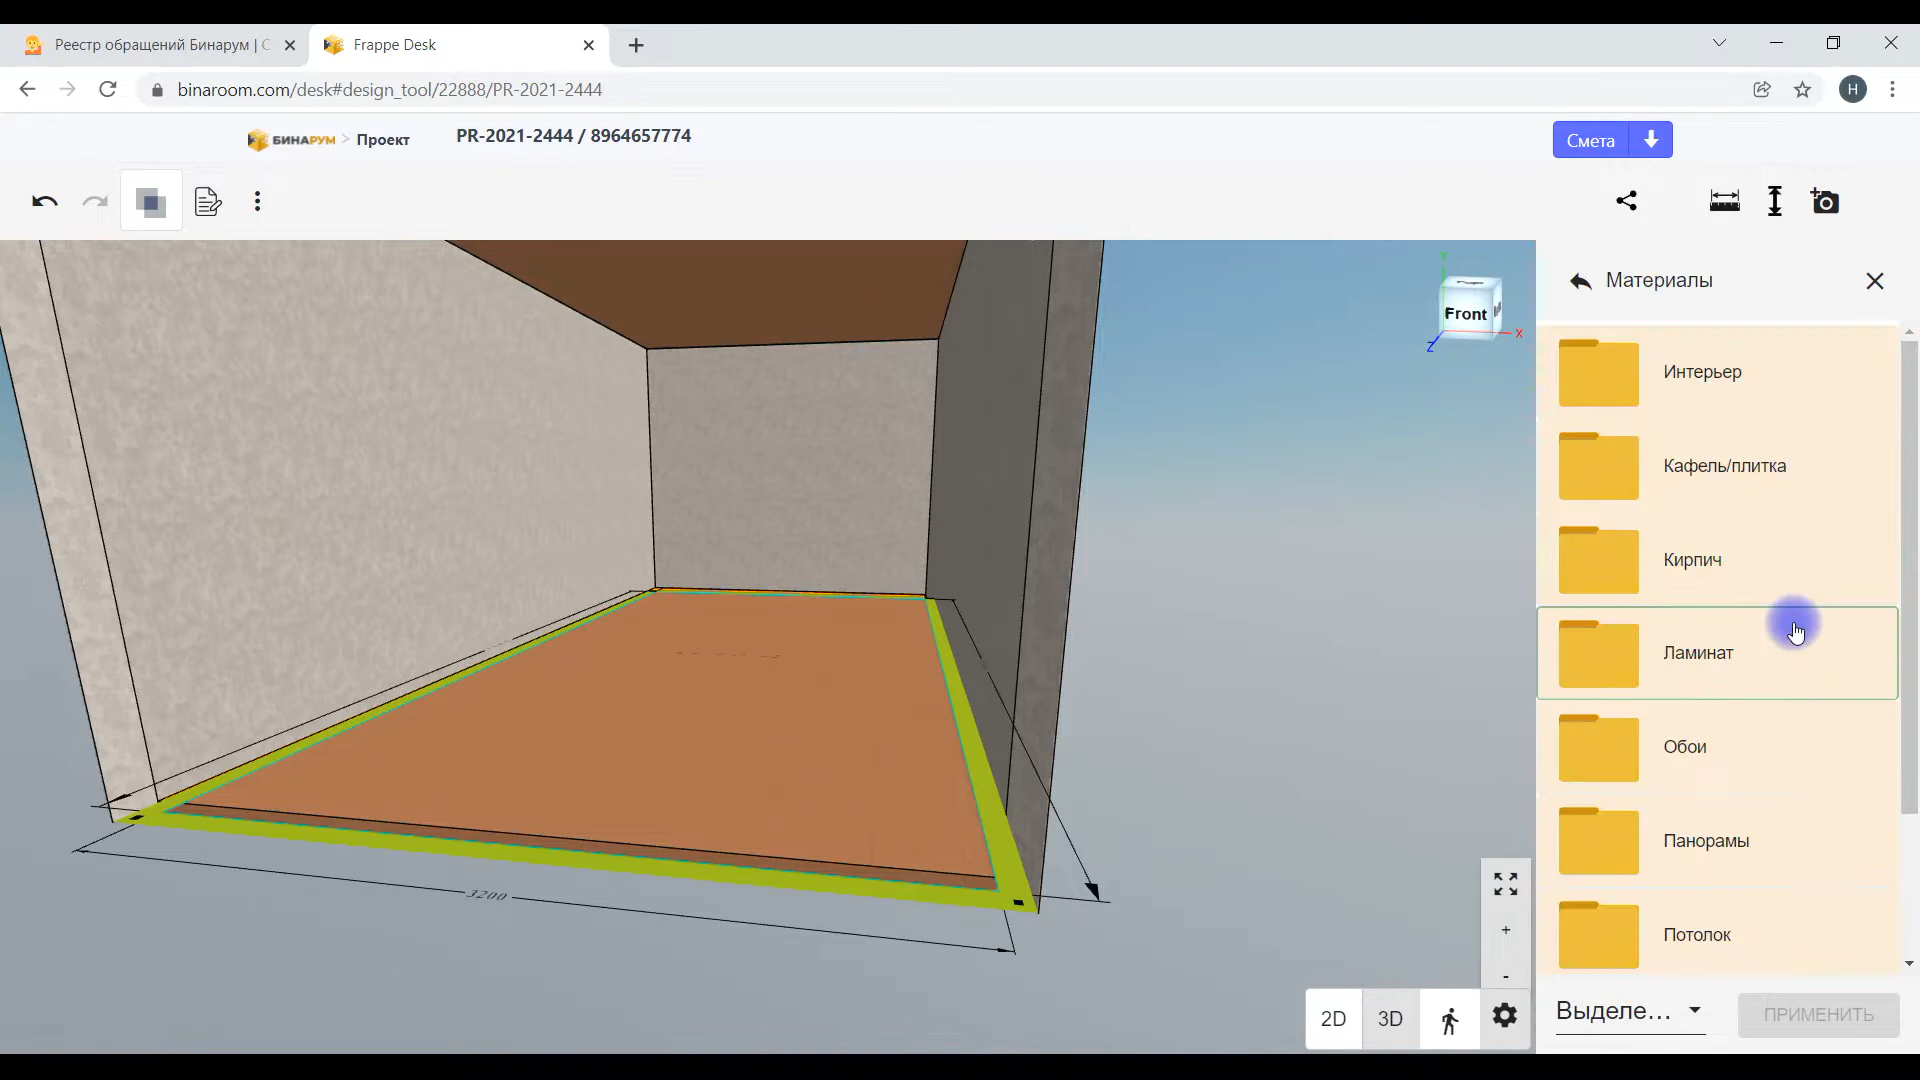 Реестр обращений Бинарум | С
Frappe Desk
binaroom.com/desk#design_tool/22888/PR-2021-2444
H
БИНАРУМ > Проект
PR-2021-2444 / 8964657774
Смета
Материалы
Y
Front
X
Z
Интерьер
Кафель/плитка
Кирпич
Ламинат
Обои
Панорамы
Потолок
3200
+
-
2D
3D
Выделе...
ПРИМЕНИТЬ